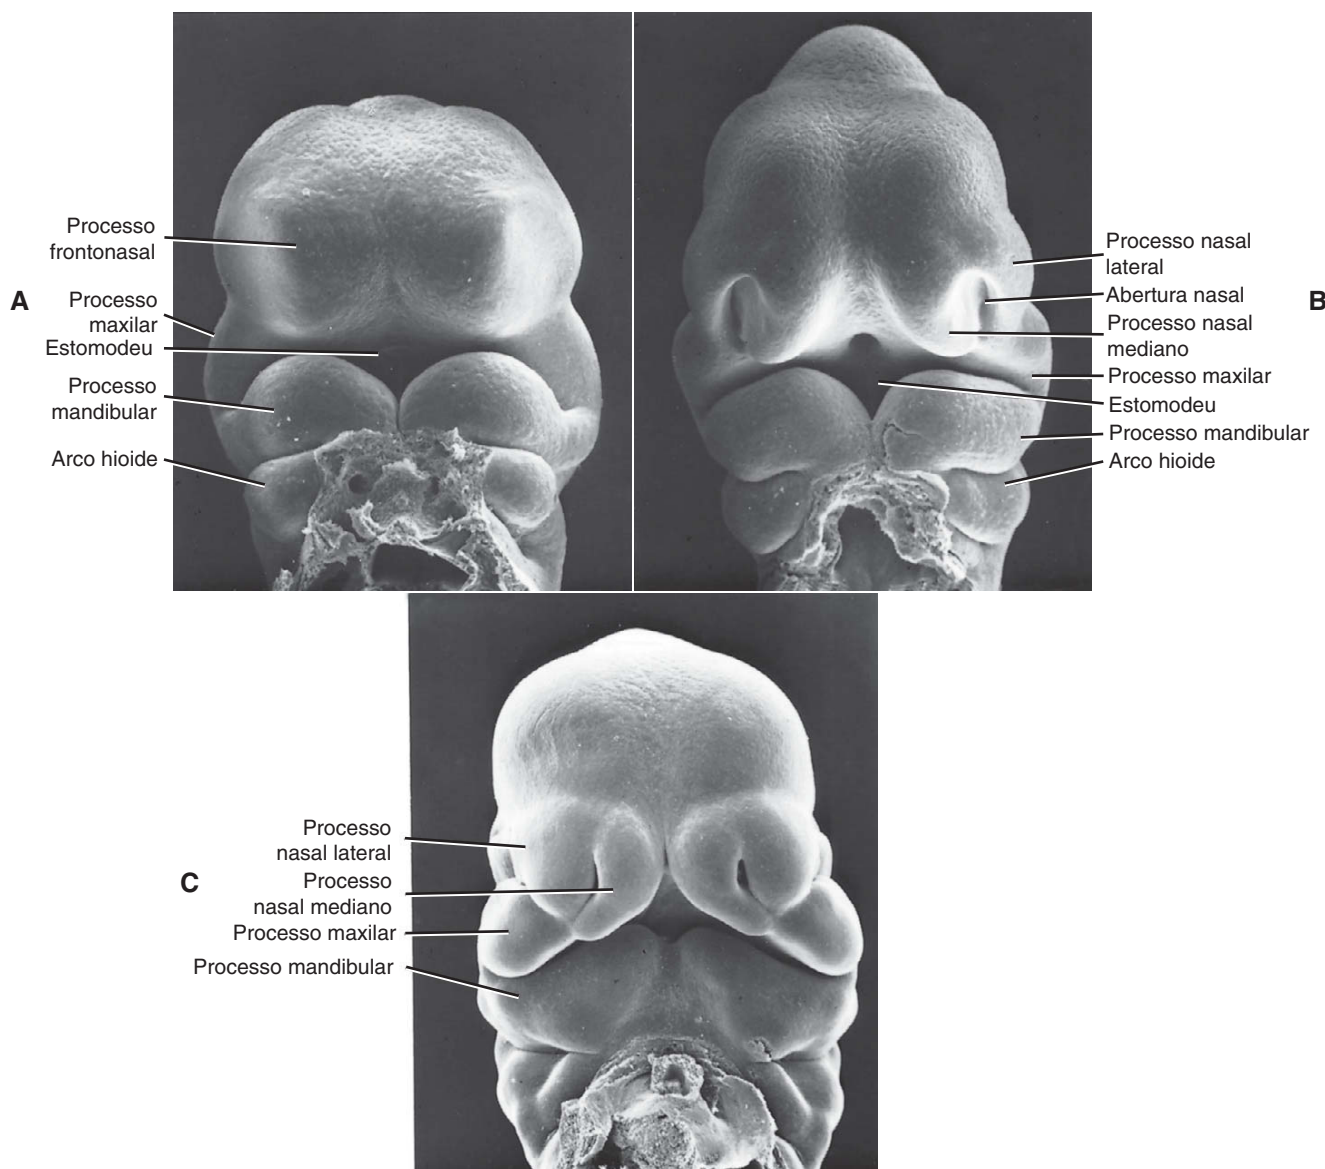 A
Processo
frontonasal
Processo
maxilar
Estomodeu
Processo
mandibular
Arco hioide
B
Processo nasal
lateral
Abertura nasal
Processo nasal
mediano
Processo maxilar
Estomodeu
Processo mandibular
Arco hioide
C
Processo
nasal lateral
Processo
nasal mediano
Processo maxilar
Processo mandibular